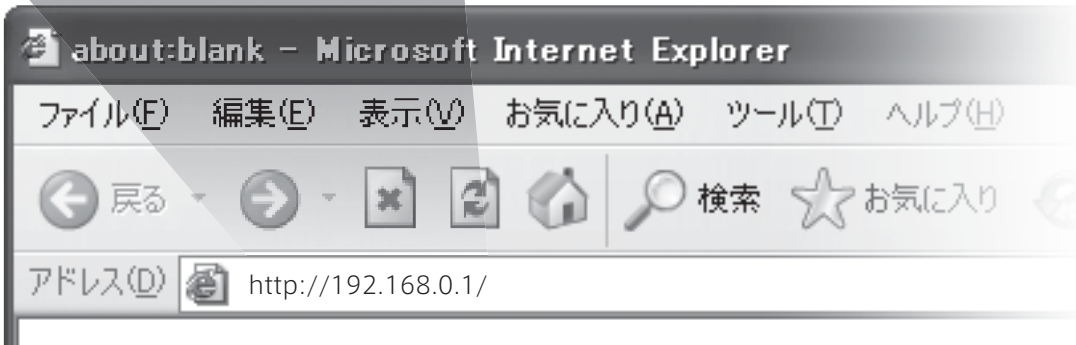 about:blank - Microsoft Internet Explorer
ファイル(F) 編集(E) 表示(V) お気に入り(A) ツール(T) ヘルプ(H)
戻る 検索 お気に入り
アドレス(D) http://192.168.0.1/